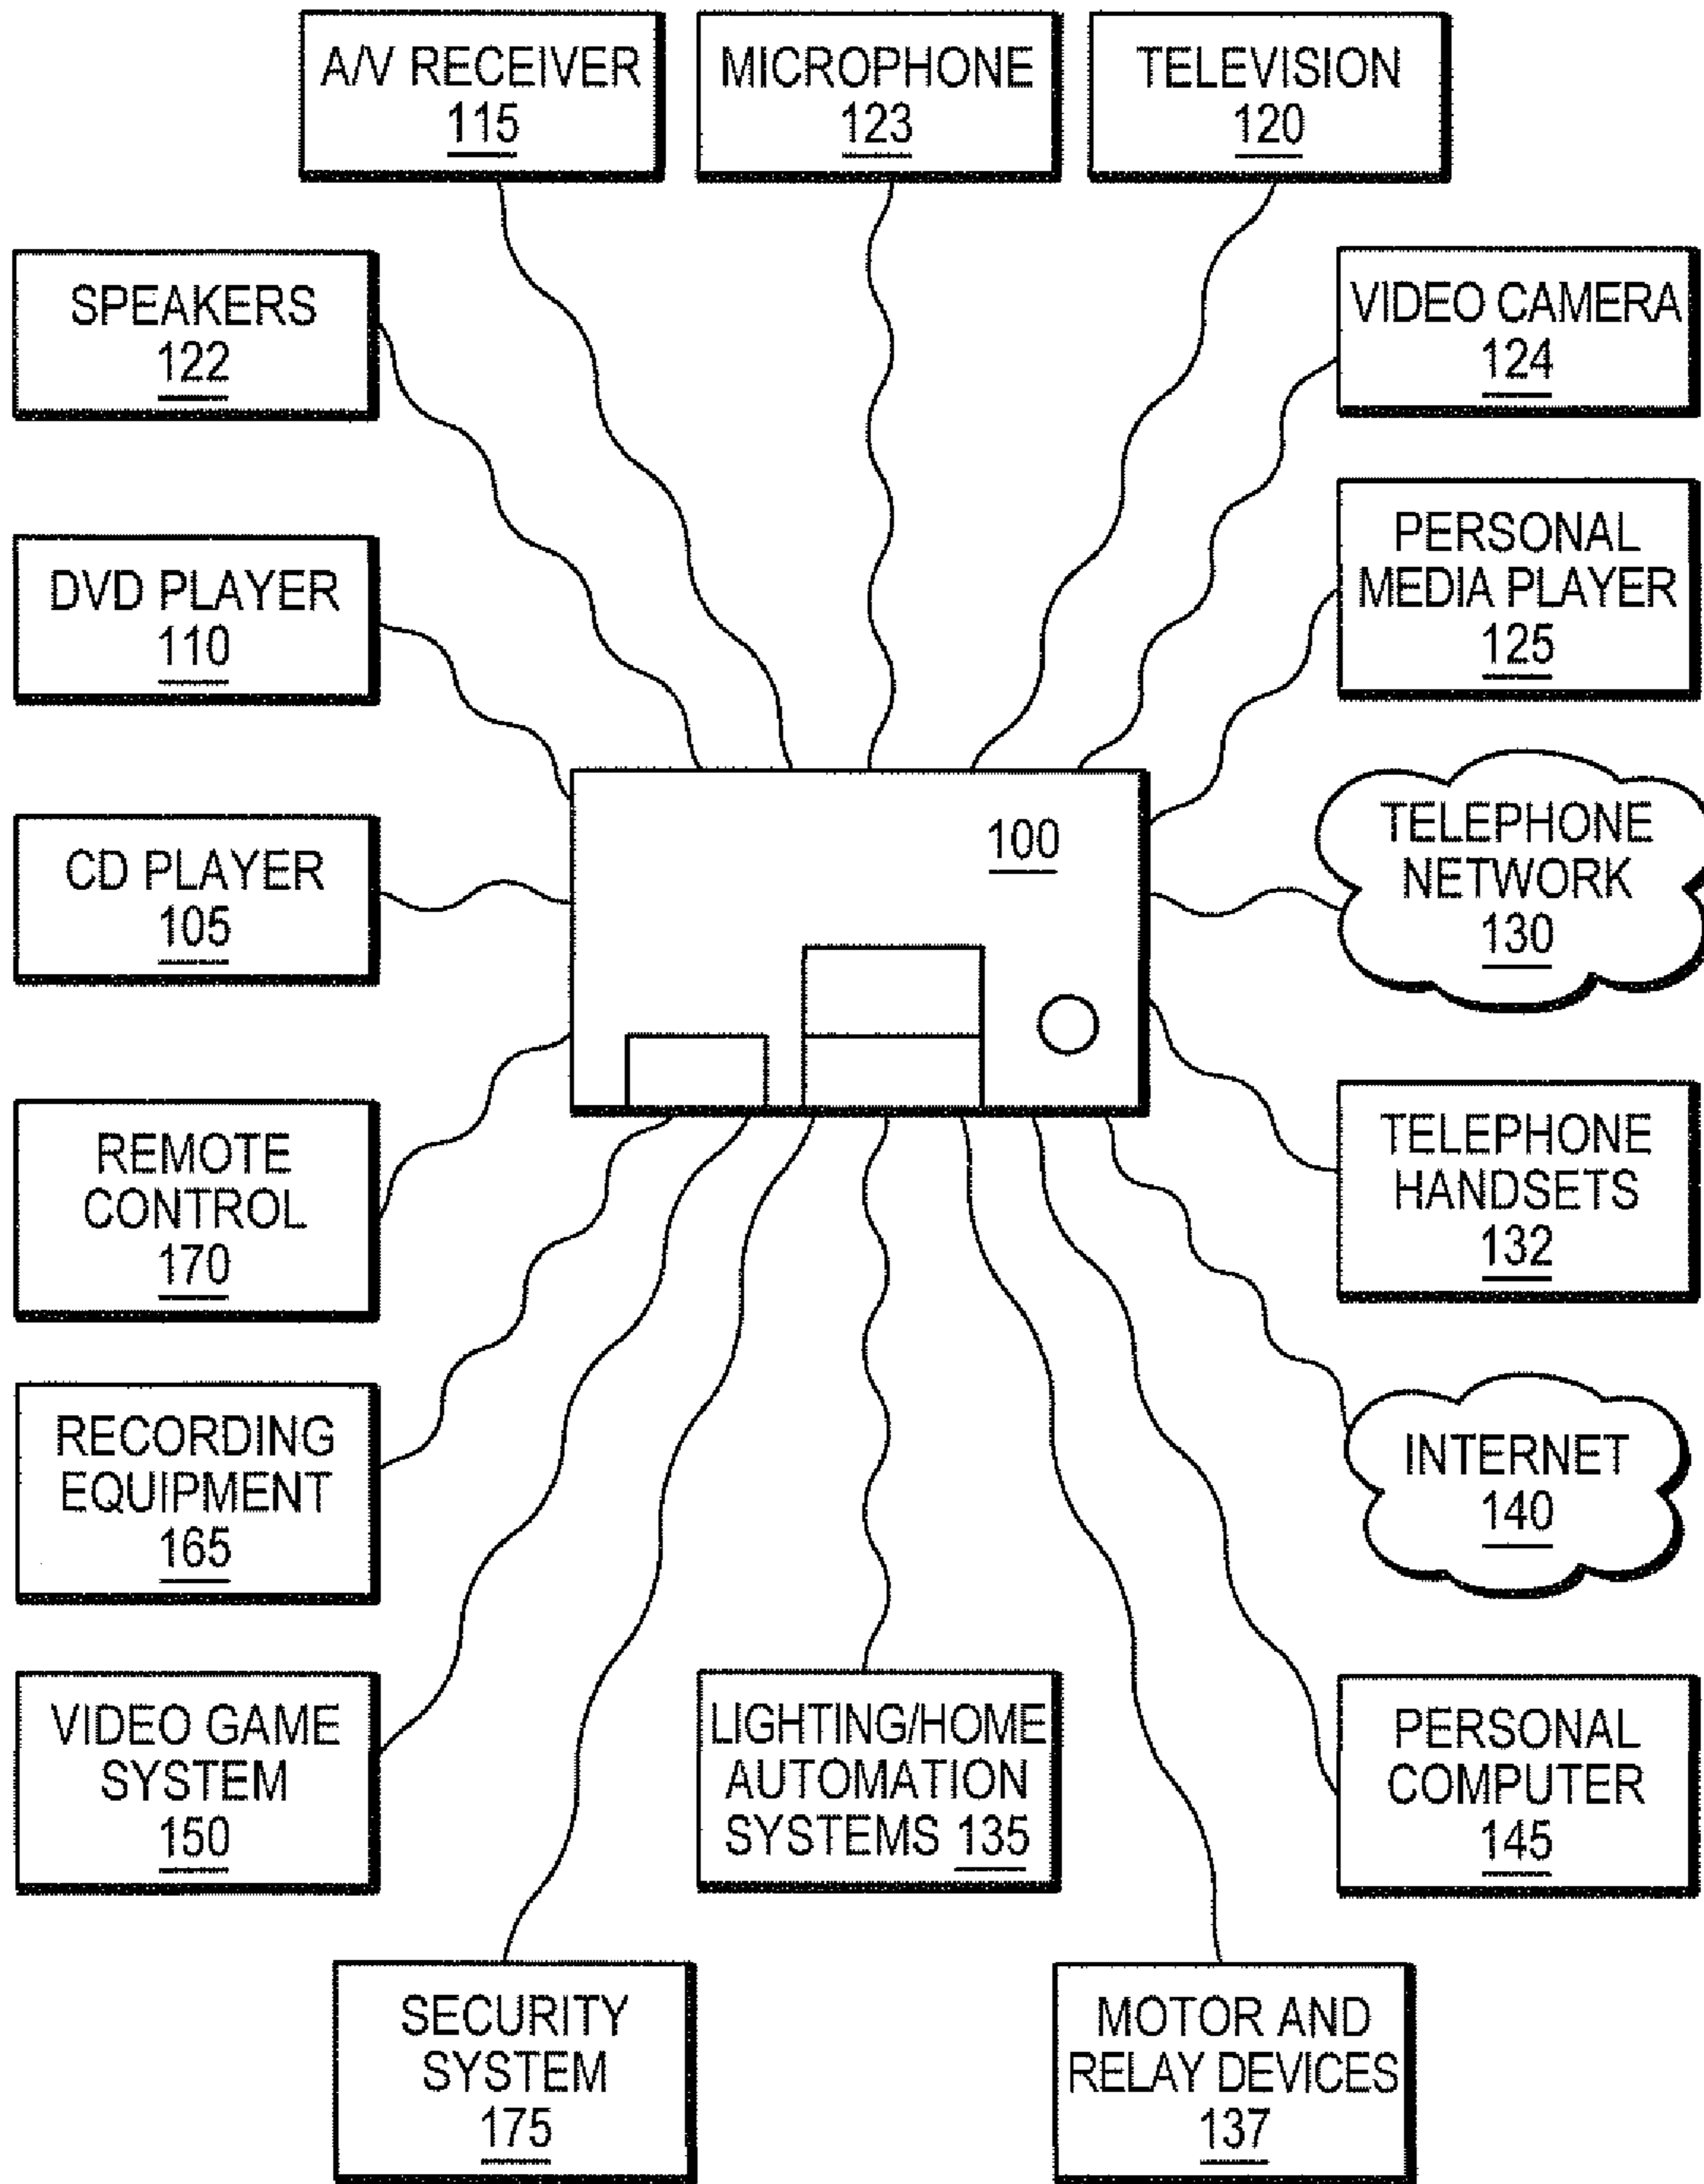 A/V RECEIVER
115
MICROPHONE
123
TELEVISION
120
SPEAKERS
122
VIDEO CAMERA
124
DVD PLAYER
110
PERSONAL
MEDIA PLAYER
125
CD PLAYER
105
100
TELEPHONE
NETWORK
130
REMOTE
CONTROL
170
TELEPHONE
HANDSETS
132
RECORDING
EQUIPMENT
165
INTERNET
140
VIDEO GAME
SYSTEM
150
LIGHTING/HOME
AUTOMATION
SYSTEMS 135
PERSONAL
COMPUTER
145
SECURITY
SYSTEM
175
MOTOR AND
RELAY DEVICES
137